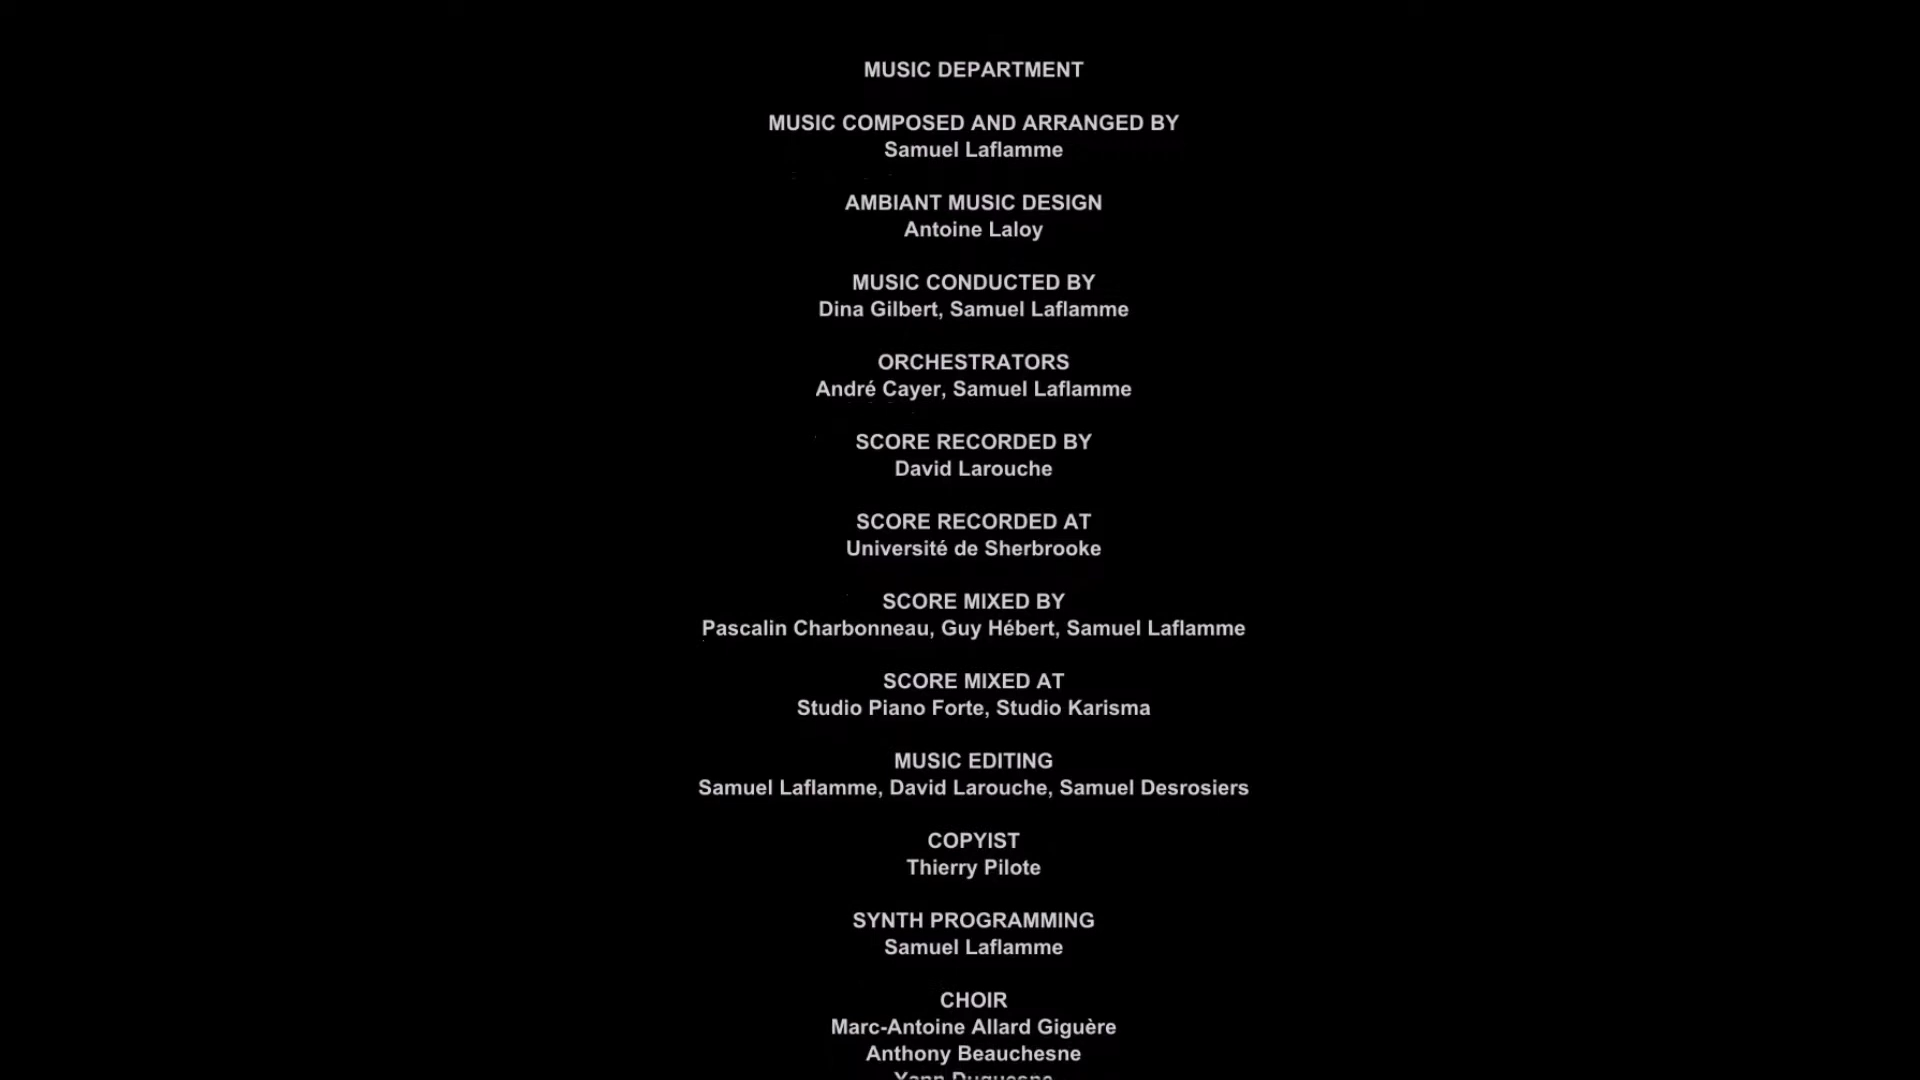 MUSIC DEPARTMENT
MUSIC COMPOSED AND ARRANGED BY
Samuel Laflamme
AMBIANT MUSIC DESIGN
Antoine Laloy
MUSIC CONDUCTED BY
Dina Gilbert, Samuel Laflamme
ORCHESTRATORS
André Cayer, Samuel Laflamme
SCORE RECORDED BY
David Larouche
SCORE RECORDED AT
Université de Sherbrooke
SCORE MIXED BY
Pascalin Charbonneau, Guy Hébert, Samuel Laflamme
SCORE MIXED AT
Studio Piano Forte, Studio Karisma
MUSIC EDITING
Samuel Laflamme, David Larouche, Samuel Desrosiers
COPYIST
Thierry Pilote
SYNTH PROGRAMMING
Samuel Laflamme
CHOIR
Marc-Antoine Allard Giguère
Anthony Beauchesne
Yann Duquesne